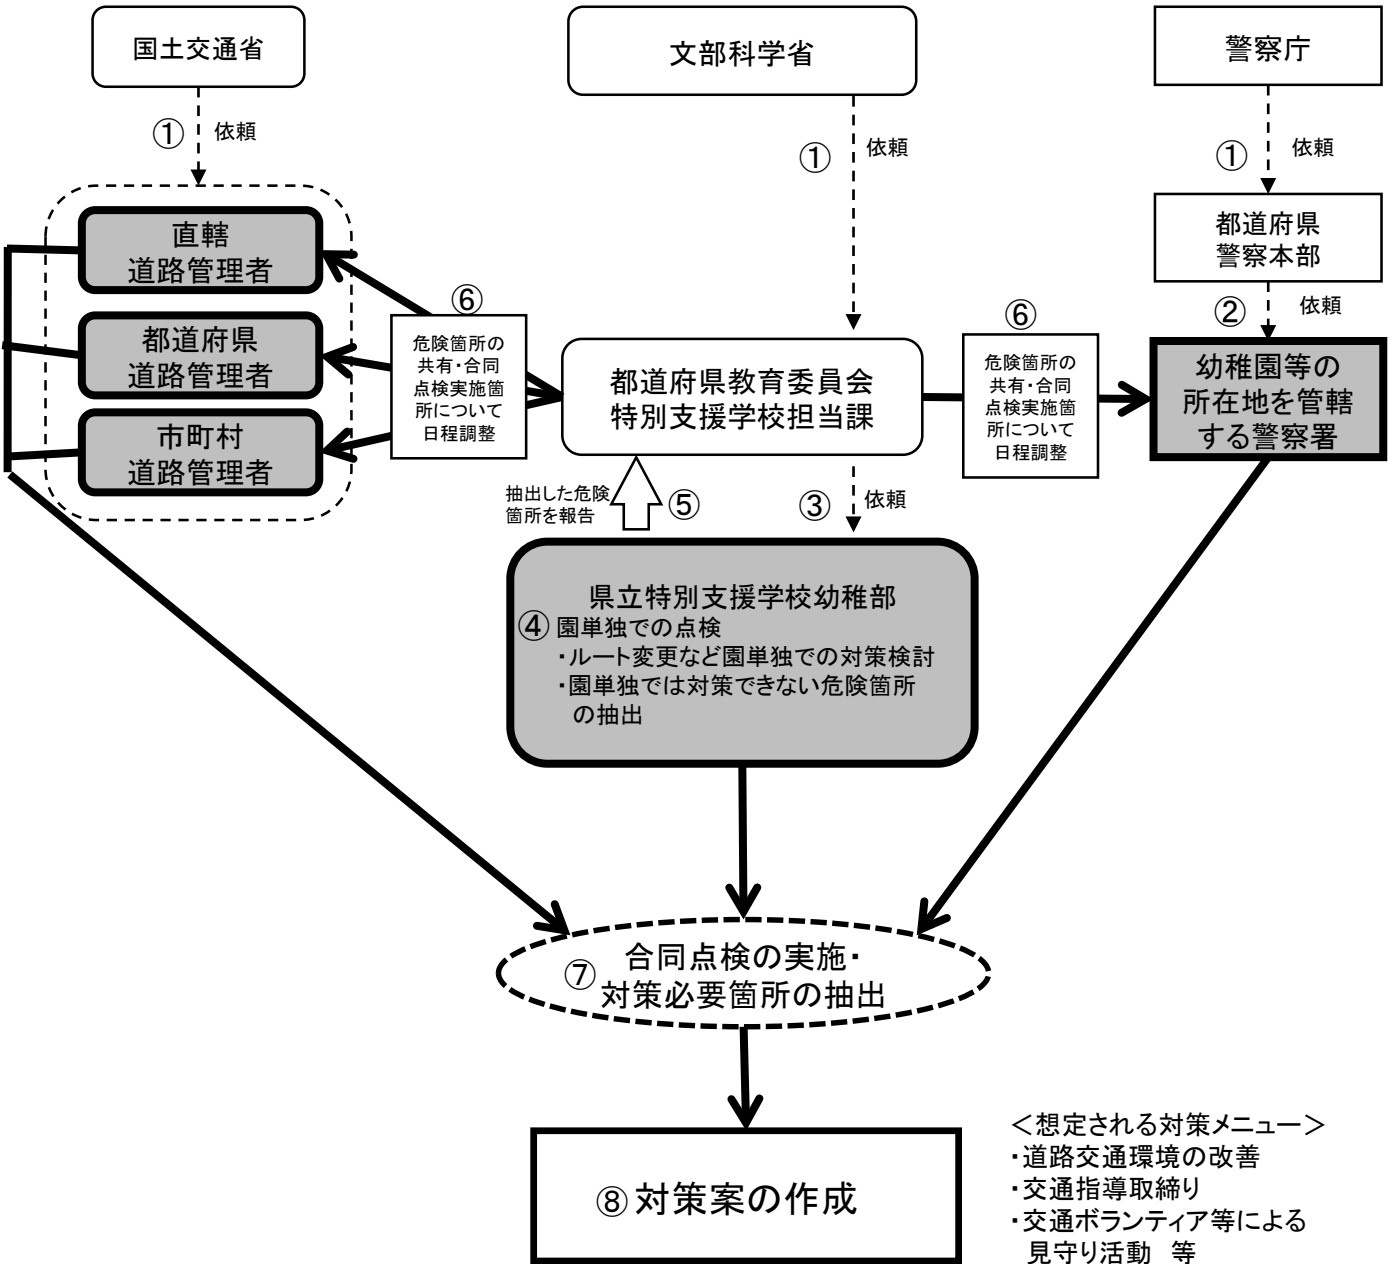 国土交通省
文部科学省
警察庁
① 依頼
① 依頼
① 依頼
直轄
道路管理者
都道府県
道路管理者
市町村
道路管理者
都道府県
警察本部
② 依頼
⑥
危険箇所の
共有・合同
点検実施箇
所について
日程調整
都道府県教育委員会
特別支援学校担当課
⑥
危険箇所の
共有・合同
点検実施箇
所について
日程調整
幼稚園等の
所在地を管轄
する警察署
抽出した危険
箇所を報告
⑤
③ 依頼
県立特別支援学校幼稚部
④ 園単独での点検
・ルート変更など園単独での対策検討
・園単独では対策できない危険箇所
の抽出
⑦ 合同点検の実施・
対策必要箇所の抽出
⑧ 対策案の作成
＜想定される対策メニュー＞
・道路交通環境の改善
・交通指導取締り
・交通ボランティア等による
見守り活動　等